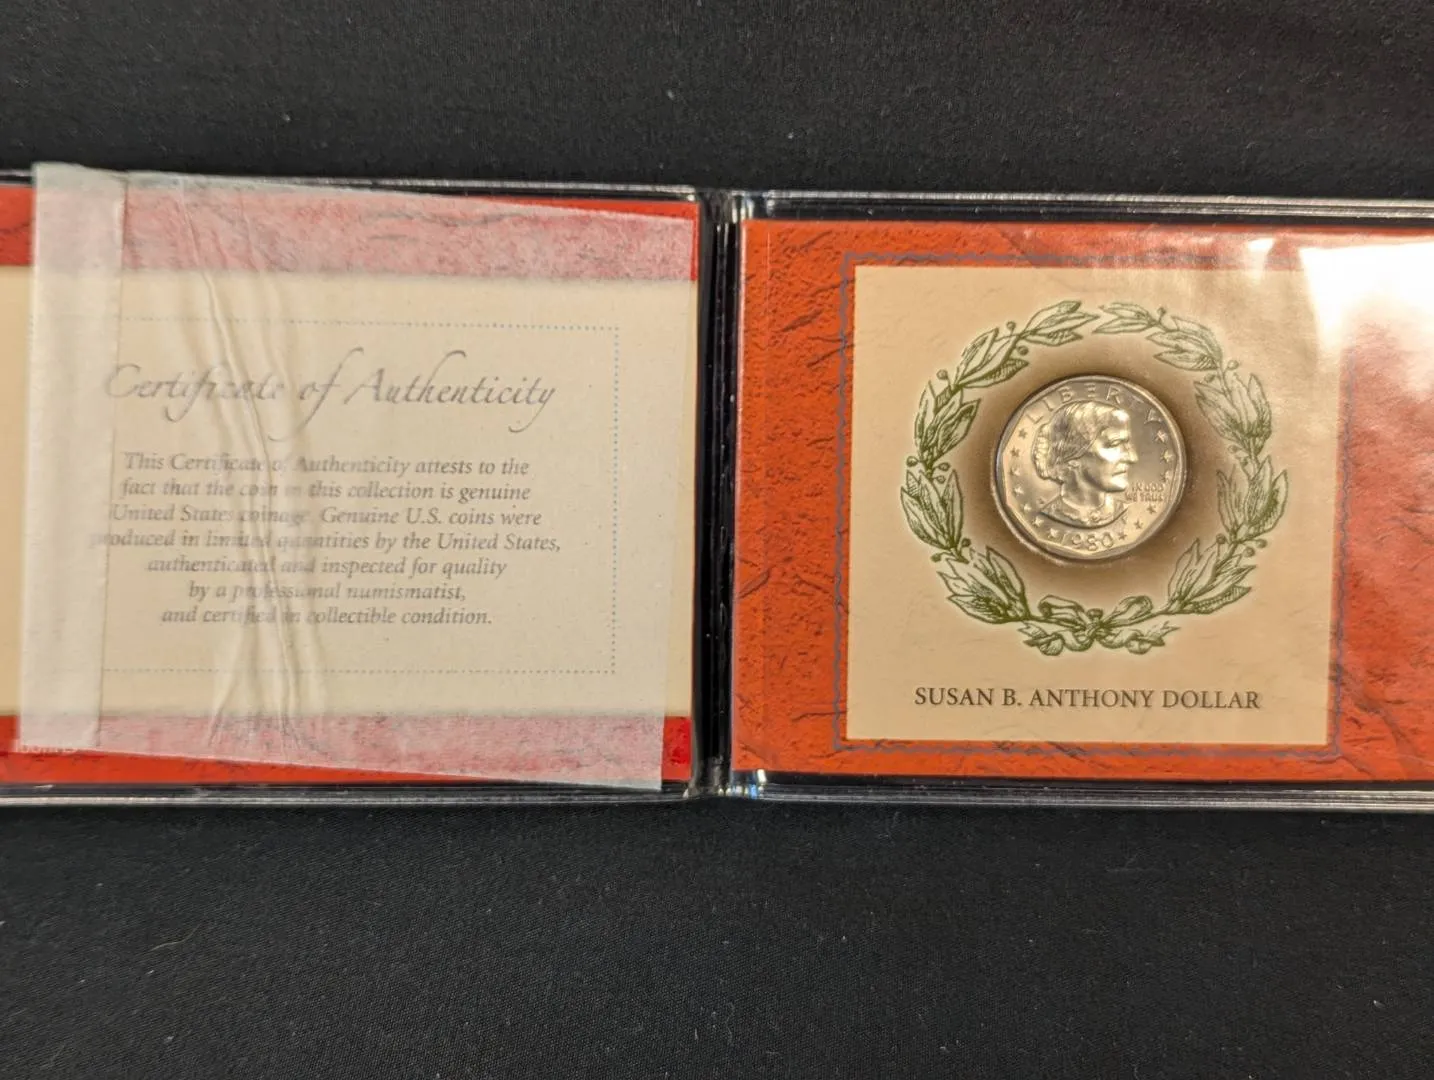 Certificate of Authenticity
This Certificate of Authenticity attests to the
fact that the coin in this collection is genuine
United States coinage. Genuine U.S. coins were
produced in limited quantities by the United States,
authenticated and inspected for quality
by a professional numismatist,
and certified in collectible condition.
LIBERTY
IN GOD
WE TRUST
1980
SUSAN B. ANTHONY DOLLAR